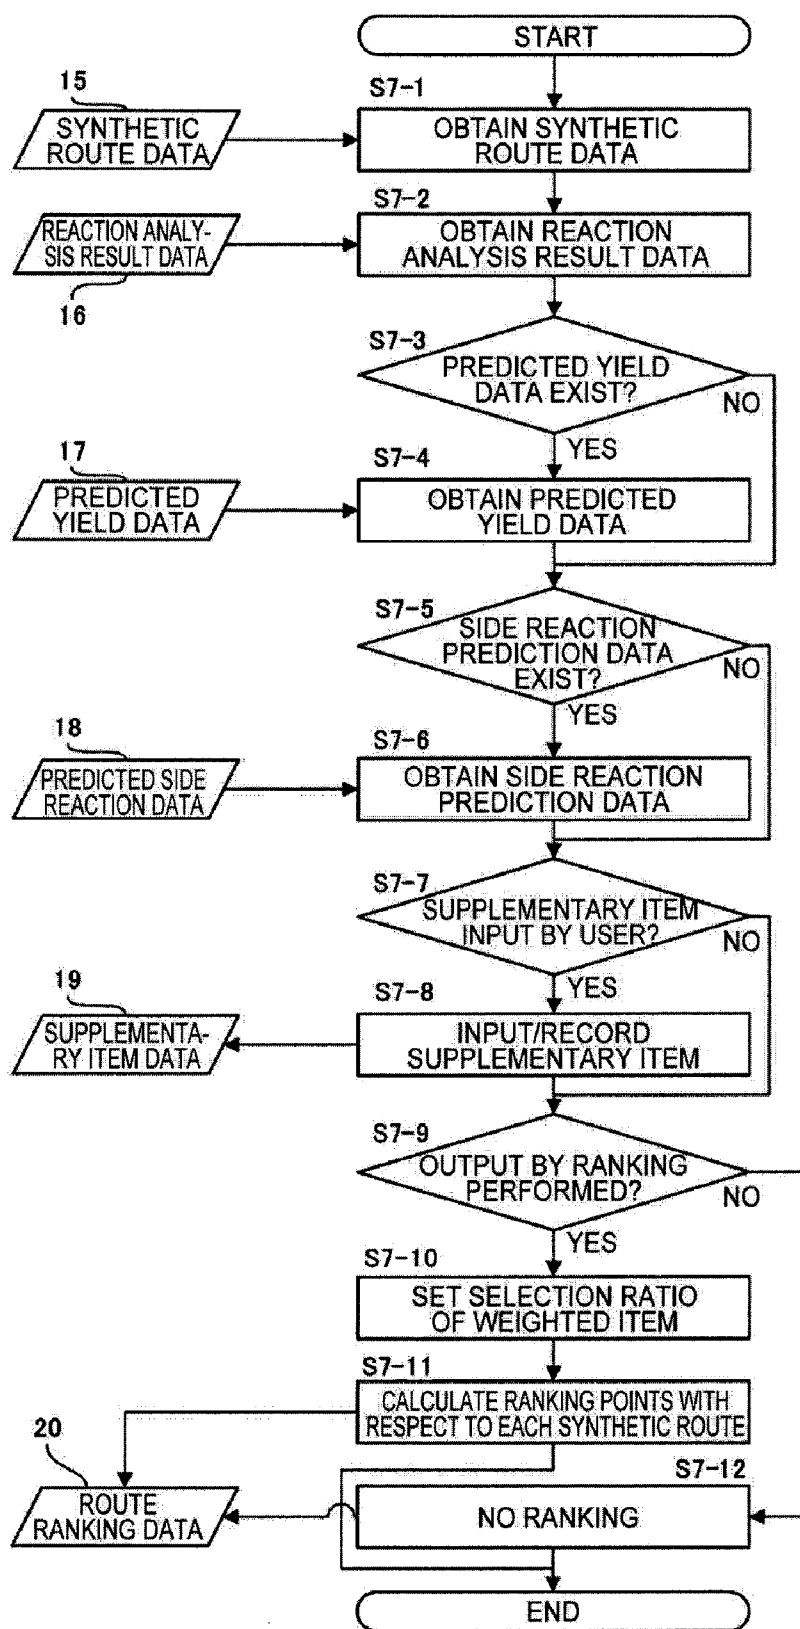 START
15
S7-1
SYNTHETIC
ROUTE DATA
OBTAIN SYNTHETIC
ROUTE DATA
S7-2
REACTION ANALY-
SIS RESULT DATA
OBTAIN REACTION
ANALYSIS RESULT DATA
16
S7-3
PREDICTED YIELD
DATA EXIST?
NO
YES
17
S7-4
PREDICTED
YIELD DATA
OBTAIN PREDICTED
YIELD DATA
S7-5
SIDE REACTION
PREDICTION DATA
EXIST?
NO
YES
18
S7-6
PREDICTED SIDE
REACTION DATA
OBTAIN SIDE REACTION
PREDICTION DATA
S7-7
SUPPLEMENTARY ITEM
INPUT BY USER?
NO
YES
19
S7-8
SUPPLEMENTA-
RY ITEM DATA
INPUT/RECORD
SUPPLEMENTARY ITEM
S7-9
OUTPUT BY RANKING
PERFORMED?
NO
YES
S7-10
SET SELECTION RATIO
OF WEIGHTED ITEM
S7-11
CALCULATE RANKING POINTS WITH
RESPECT TO EACH SYNTHETIC ROUTE
20
S7-12
ROUTE
RANKING DATA
NO RANKING
END